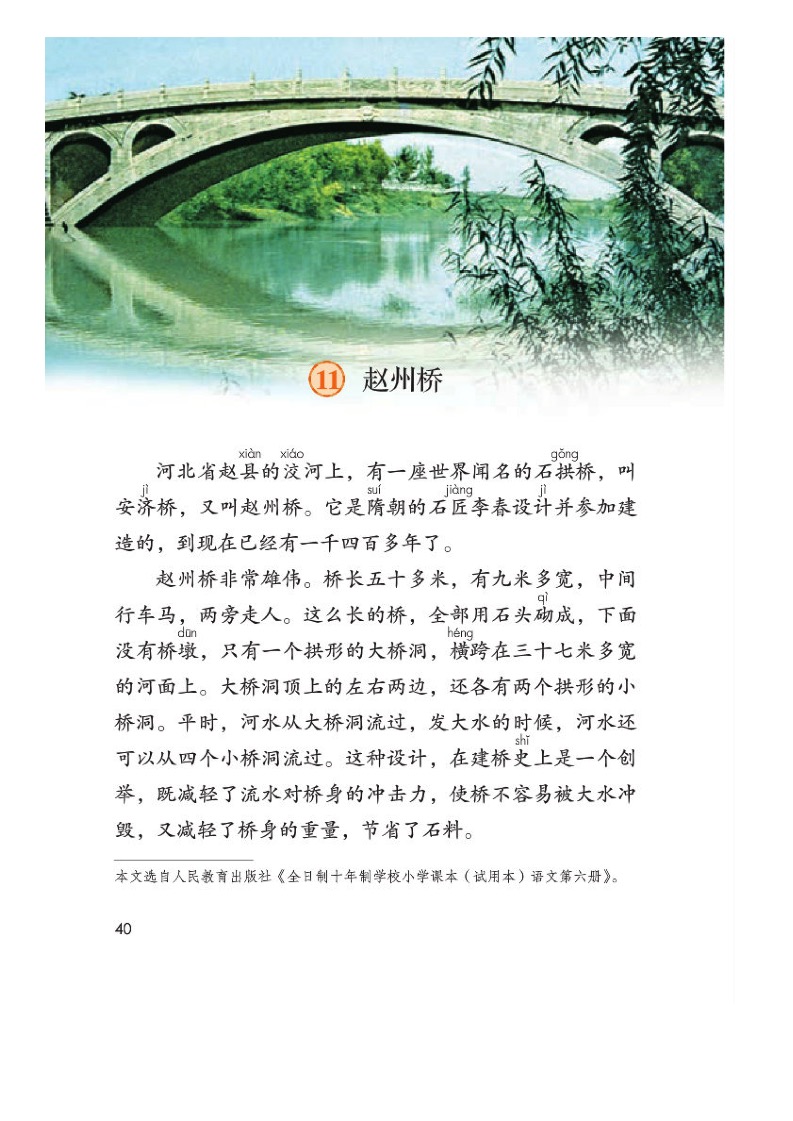 11 赵州桥
xiàn xiáo gǒng
河北省赵县的洨河上，有一座世界闻名的石拱桥，叫
jì suí jiàng jì
安济桥，又叫赵州桥。它是隋朝的石匠李春设计并参加建
造的，到现在已经有一千四百多年了。
赵州桥非常雄伟。桥长五十多米，有九米多宽，中间
qì
行车马，两旁走人。这么长的桥，全部用石头砌成，下面
dūn héng
没有桥墩，只有一个拱形的大桥洞，横跨在三十七米多宽
的河面上。大桥洞顶上的左右两边，还各有两个拱形的小
桥洞。平时，河水从大桥洞流过，发大水的时候，河水还
shǐ
可以从四个小桥洞流过。这种设计，在建桥史上是一个创
举，既减轻了流水对桥身的冲击力，使桥不容易被大水冲
毁，又减轻了桥身的重量，节省了石料。
本文选自人民教育出版社《全日制十年制学校小学课本（试用本）语文第六册》。
40